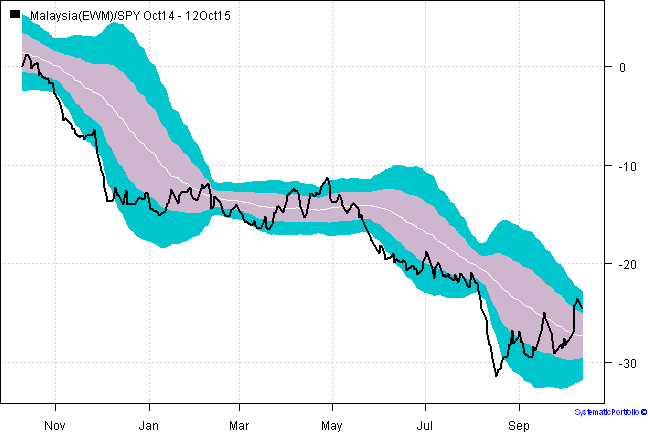 Malaysia(EWM)/SPY Oct14 - 12Oct15
0
-10
-20
-30
Nov Jan Mar May Jul Sep
SystematicPortfolio ©